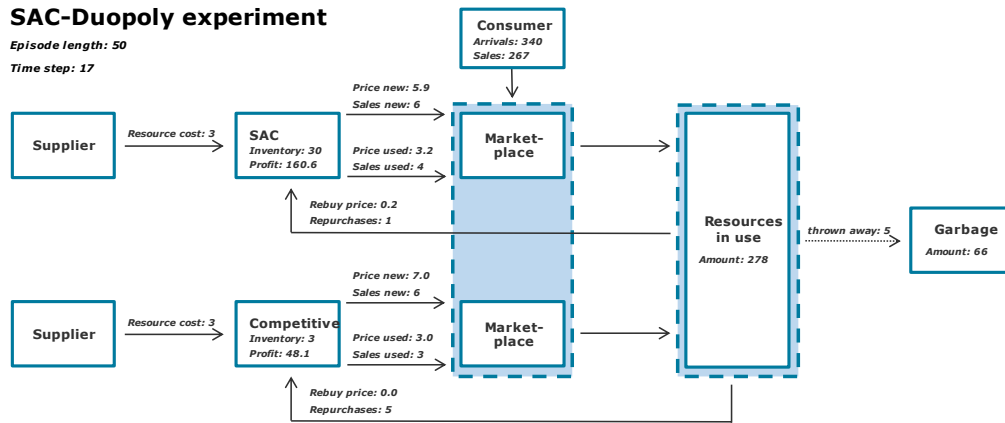 SAC-Duopoly experiment
Episode length: 50
Time step: 17
Consumer
Arrivals: 340
Sales: 267
Supplier
Resource cost: 3
SAC
Inventory: 30
Profit: 160.6
Price new: 5.9
Sales new: 6
Price used: 3.2
Sales used: 4
Market-
place
Rebuy price: 0.2
Repurchases: 1
Resources
in use
Amount: 278
thrown away: 5
Garbage
Amount: 66
Supplier
Resource cost: 3
Competitive
Inventory: 3
Profit: 48.1
Price new: 7.0
Sales new: 6
Price used: 3.0
Sales used: 3
Market-
place
Rebuy price: 0.0
Repurchases: 5